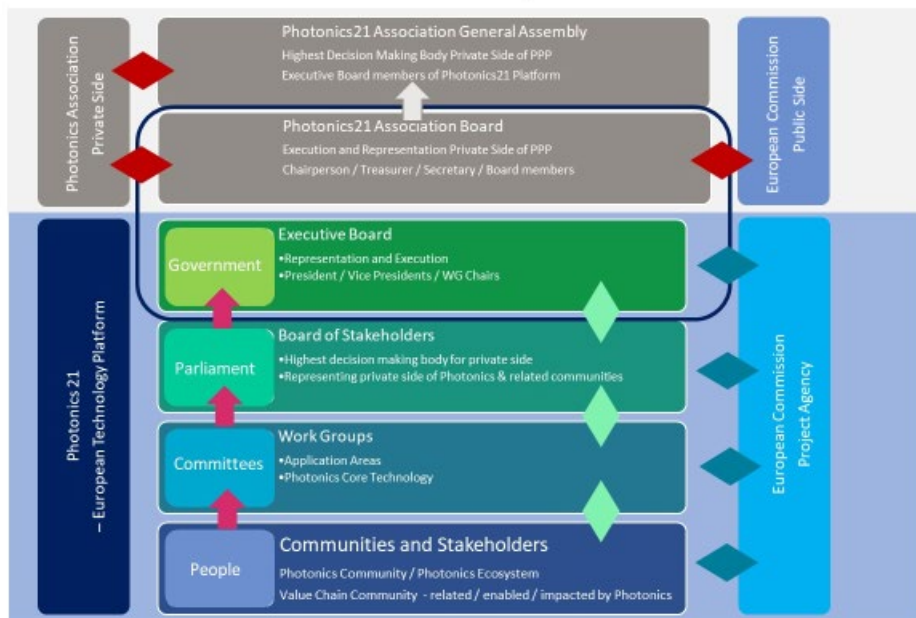 Photonics Association
Private Side
Photonics21 Association General Assembly
Highest Decision Making Body Private Side of PPP
Executive Board members of Photonics21 Platform
Photonics21 Association Board
Execution and Representation Private Side of PPP
Chairperson / Treasurer / Secretary / Board members
European Commission
Public Side
Photonics 21
– European Technology Platform
Government
Executive Board
•Representation and Execution
•President / Vice Presidents / WG Chairs
Parliament
Board of Stakeholders
•Highest decision making body for private side
•Representing private side of Photonics & related communities
Committees
Work Groups
•Application Areas
•Photonics Core Technology
People
Communities and Stakeholders
Photonics Community / Photonics Ecosystem
Value Chain Community - related / enabled / impacted by Photonics
European Commission
Project Agency